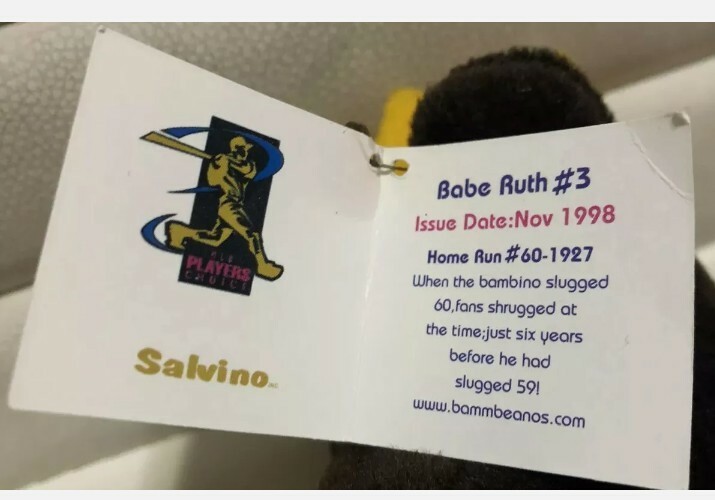 MLB
PLAYERS
CHOICE
Salvino
Babe Ruth #3
Issue Date:Nov 1998
Home Run #60-1927
When the bambino slugged
60,fans shrugged at
the time;just six years
before he had
slugged 59!
www.bammbeanos.com